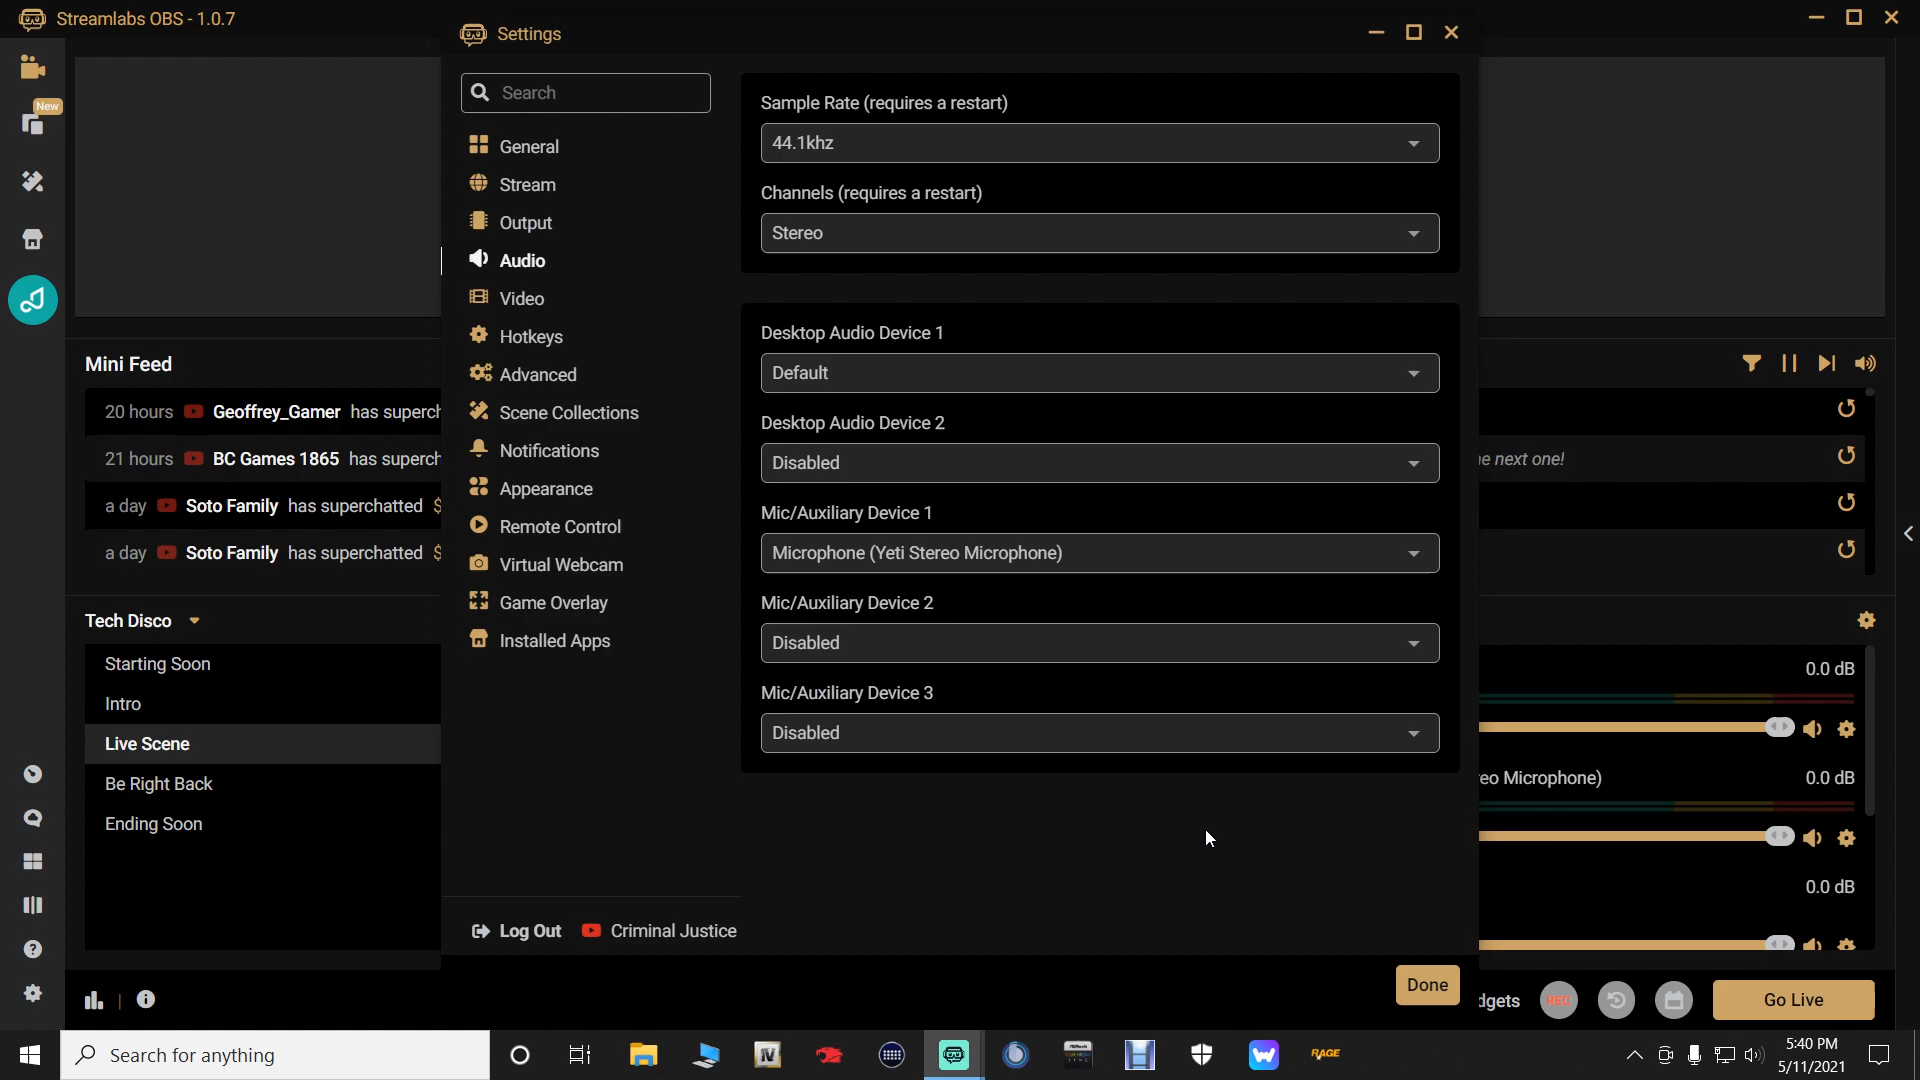 Streamlabs OBS - 1.0.7
Settings
New
Search
General
Stream
Output
Audio
Video
Hotkeys
Advanced
Scene Collections
Notifications
Appearance
Remote Control
Virtual Webcam
Game Overlay
Installed Apps
Log Out Criminal Justice
Sample Rate (requires a restart)
44.1khz
Channels (requires a restart)
Stereo
Desktop Audio Device 1
Default
Desktop Audio Device 2
Disabled
Mic/Auxiliary Device 1
Microphone (Yeti Stereo Microphone)
Mic/Auxiliary Device 2
Disabled
Mic/Auxiliary Device 3
Disabled
Done
Mini Feed
20 hours Geoffrey_Gamer has superch
21 hours BC Games 1865 has superch
a day Soto Family has superchatted $
a day Soto Family has superchatted $
e next one!
Tech Disco
Starting Soon
Intro
Live Scene
Be Right Back
Ending Soon
0.0 dB
eo Microphone) 0.0 dB
0.0 dB
dgets REC Go Live
Search for anything
IV
RAGE
5:40 PM
5/11/2021